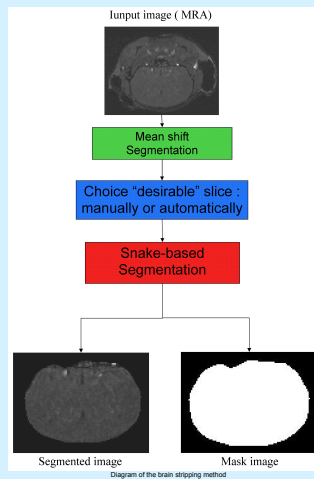 Iunput image ( MRA)
Mean shift
Segmentation
Choice “desirable” slice :
manually or automatically
Snake-based
Segmentation
Segmented image
Mask image
Diagram of the brain stripping method